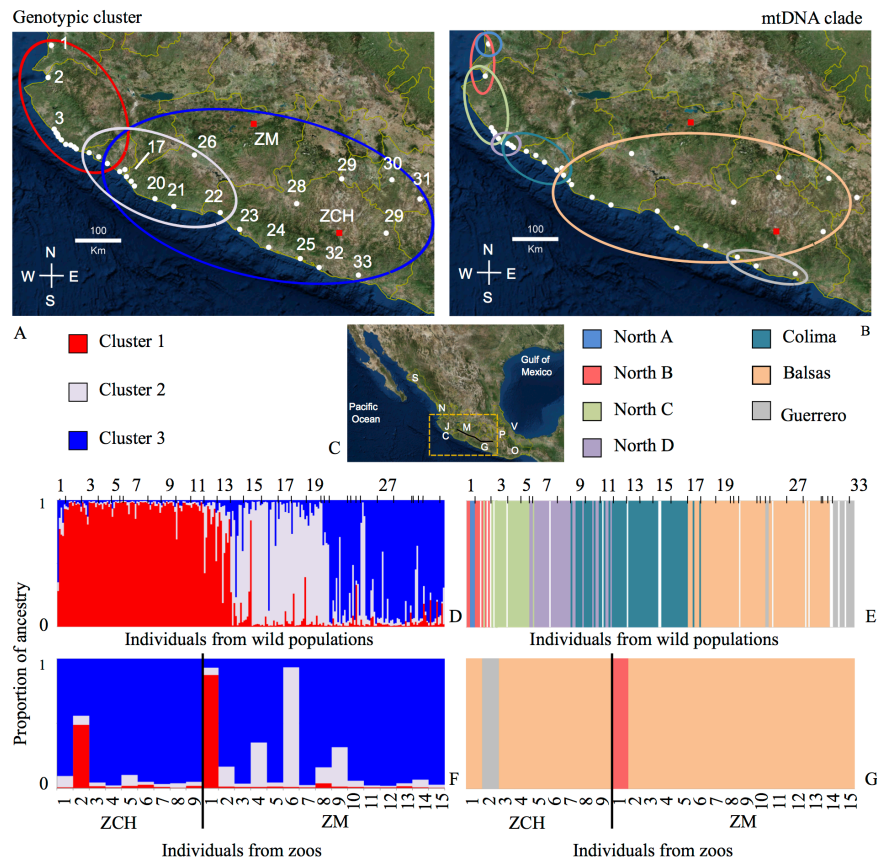 Genotypic cluster
mtDNA clade
1
2
3
17
26
ZM
29
30
31
20
21
22
28
ZCH
23
29
24
25
32
33
100
Km
N
W E
S
100
Km
N
W E
S
A
B
Cluster 1
Cluster 2
Cluster 3
S
Gulf of
Mexico
Pacific
Ocean
N
J M V
C P
G O
C
North A
North B
North C
North D
Colima
Balsas
Guerrero
1 3 5 7 9 11 13 15 17 19 27
1 3 5 7 9 11 13 15 17 19 27 33
1
0
D
E
Individuals from wild populations
Individuals from wild populations
Proportion of ancestry
1
0
F
G
1 2 3 4 5 6 7 8 9 1 2 3 4 5 6 7 8 9 10 11 12 13 14 15
1 2 3 4 5 6 7 8 9 1 2 3 4 5 6 7 8 9 10 11 12 13 14 15
ZCH ZM
ZCH ZM
Individuals from zoos
Individuals from zoos